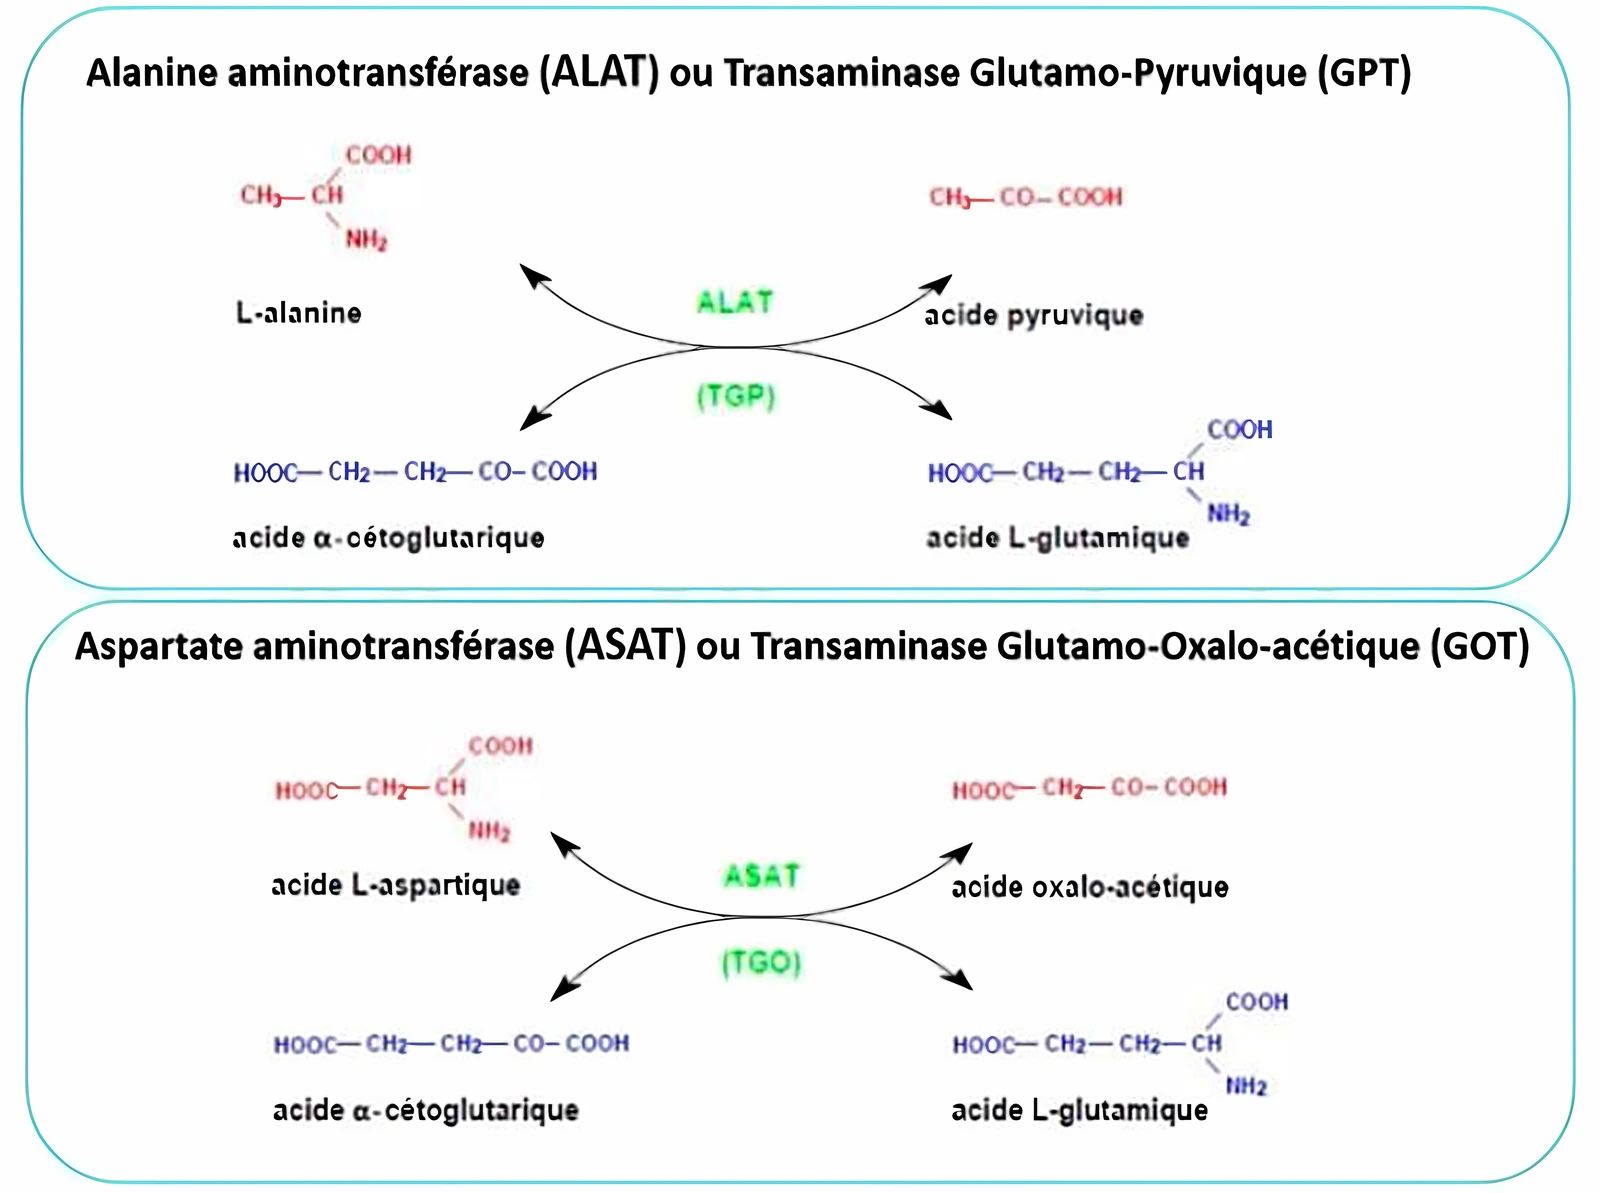 Alanine aminotransférase (ALAT) ou Transaminase Glutamo-Pyruvique (GPT)
COOH
CH3— CH
NH2
L-alanine
CH3— CO— COOH
acide pyruvique
ALAT
(TGP)
HOOC— CH2— CH2— CO— COOH
acide α-cétoglutarique
COOH
HOOC— CH2— CH2— CH
NH2
acide L-glutamique
Aspartate aminotransférase (ASAT) ou Transaminase Glutamo-Oxalo-acétique (GOT)
COOH
HOOC— CH2— CH
NH2
acide L-aspartique
HOOC— CH2— CO— COOH
acide oxalo-acétique
ASAT
(TGO)
HOOC— CH2— CH2— CO— COOH
acide α-cétoglutarique
COOH
HOOC— CH2— CH2— CH
NH2
acide L-glutamique